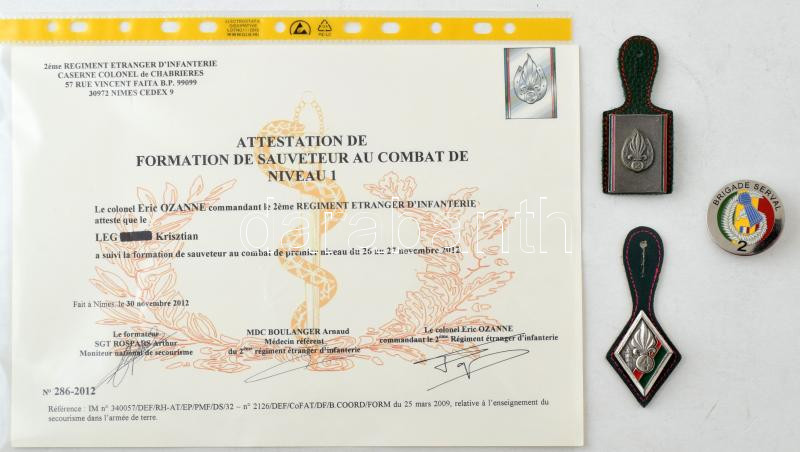 ELECTROSTATIC
2ème REGIMENT ETRANGER D'INFANTERIE
CASERNE COLONEL de CHABRIERES
57 RUE VINCENT FAITA B.P. 99099
30972 NIMES CEDEX 9
ATTESTATION DE
FORMATION DE SAUVETEUR AU COMBAT DE
NIVEAU 1
Le colonel Eric OZANNE commandant le 2ème REGIMENT ETRANGER D'INFANTERIE
atteste que le
LEG Krisztian
a suivi la formation de sauveteur au combat de premier niveau du 26 au 27 novembre 2012
Fait à Nîmes, le 30 novembre 2012
Le formateur
SGT ROSPARS Arthur
Moniteur national de secourisme
MDC BOULANGER Arnaud
Médecin référent
du 2ème régiment étranger d'infanterie
Le colonel Eric OZANNE
commandant le 2ème Régiment étranger d'infanterie
N° 286-2012
Référence : IM n° 340057/DEF/RH-AT/EP/PMF/DS/32 – n° 2126/DEF/CoFAT/DF/B.COORD/FORM du 25 mars 2009, relative à l'enseignement du
secourisme dans l'armée de terre.
BRIGADE SERVAL
2
darabanth